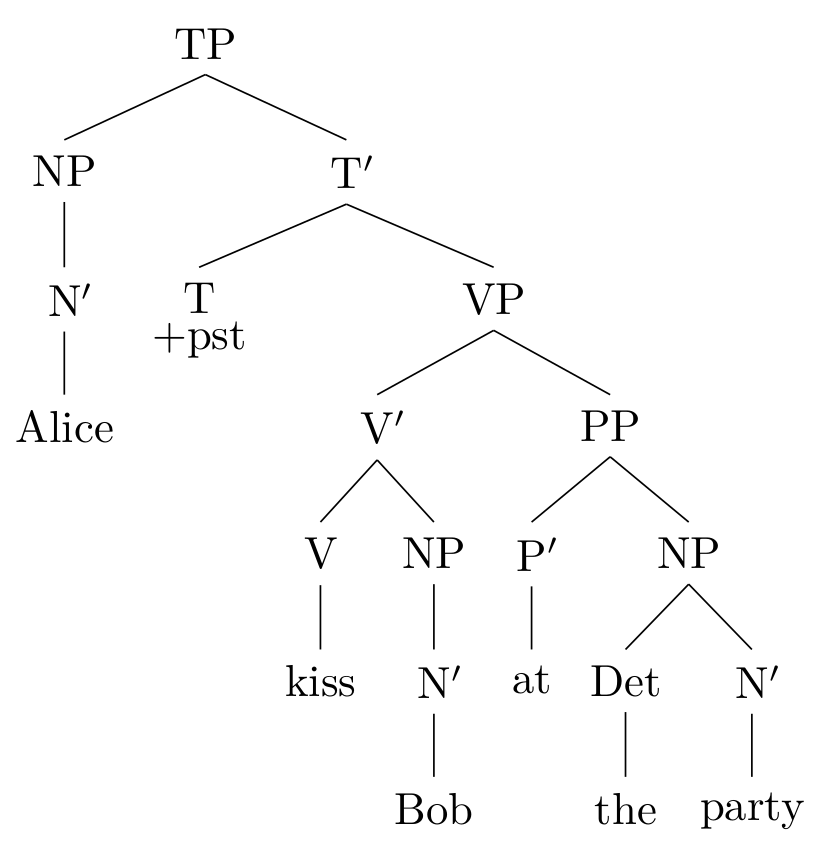 TP
NP T′
N′ T VP
+pst
Alice V′ PP
V NP P′ NP
kiss N′ at Det N′
Bob the party